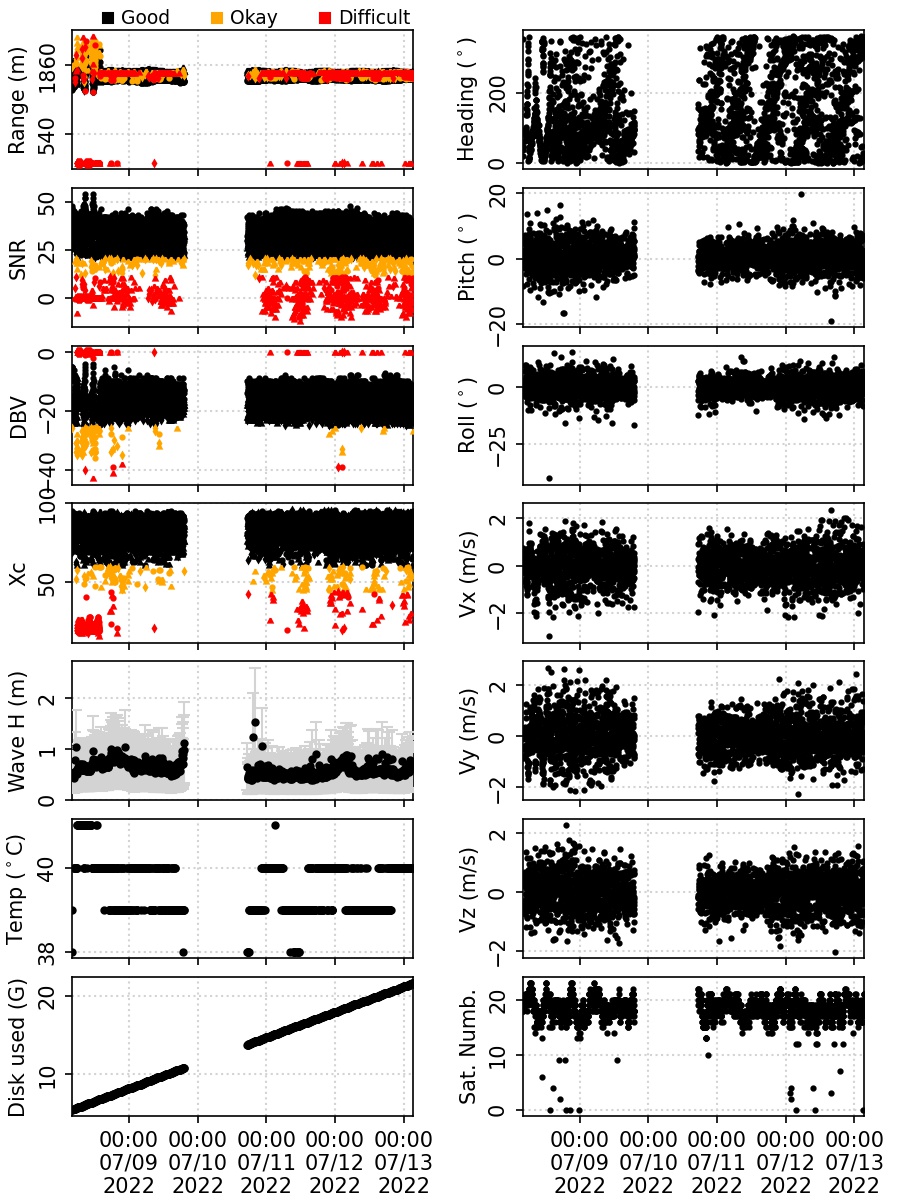 Good Okay Difficult
Range (m)
1860
540
Heading (°)
200
0
SNR
50
25
0
Pitch (°)
20
0
−20
DBV
0
−20
−40
Roll (°)
0
−25
Xc
100
50
Vx (m/s)
2
0
−2
Wave H (m)
2
1
0
Vy (m/s)
2
0
−2
Temp (°C)
40
38
Vz (m/s)
2
0
−2
Disk used (G)
20
10
Sat. Numb.
20
10
0
00:00 00:00 00:00 00:00 00:00
07/09 07/10 07/11 07/12 07/13
2022 2022 2022 2022 2022
00:00 00:00 00:00 00:00 00:00
07/09 07/10 07/11 07/12 07/13
2022 2022 2022 2022 2022